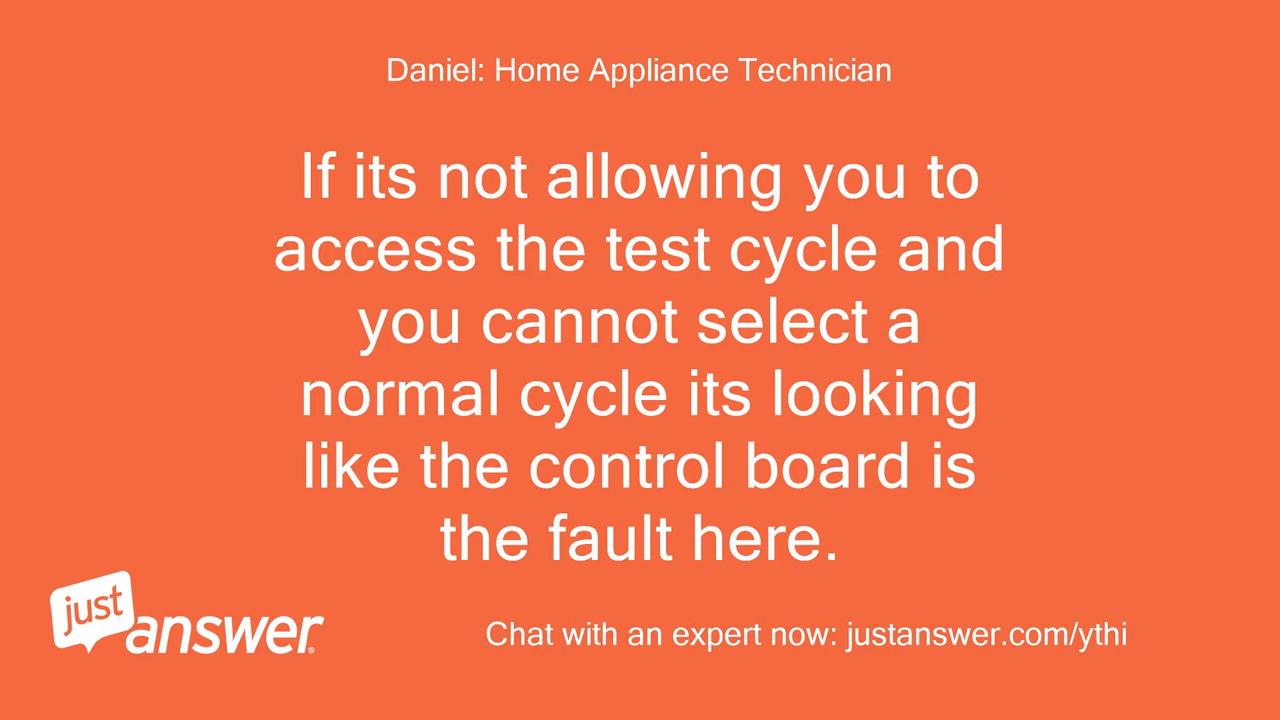 Daniel: Home Appliance Technician
If its not allowing you to
access the test cycle and
you cannot select a
normal cycle its looking
like the control board is
the fault here.
just
answer®
Chat with an expert now: justanswer.com/ythi